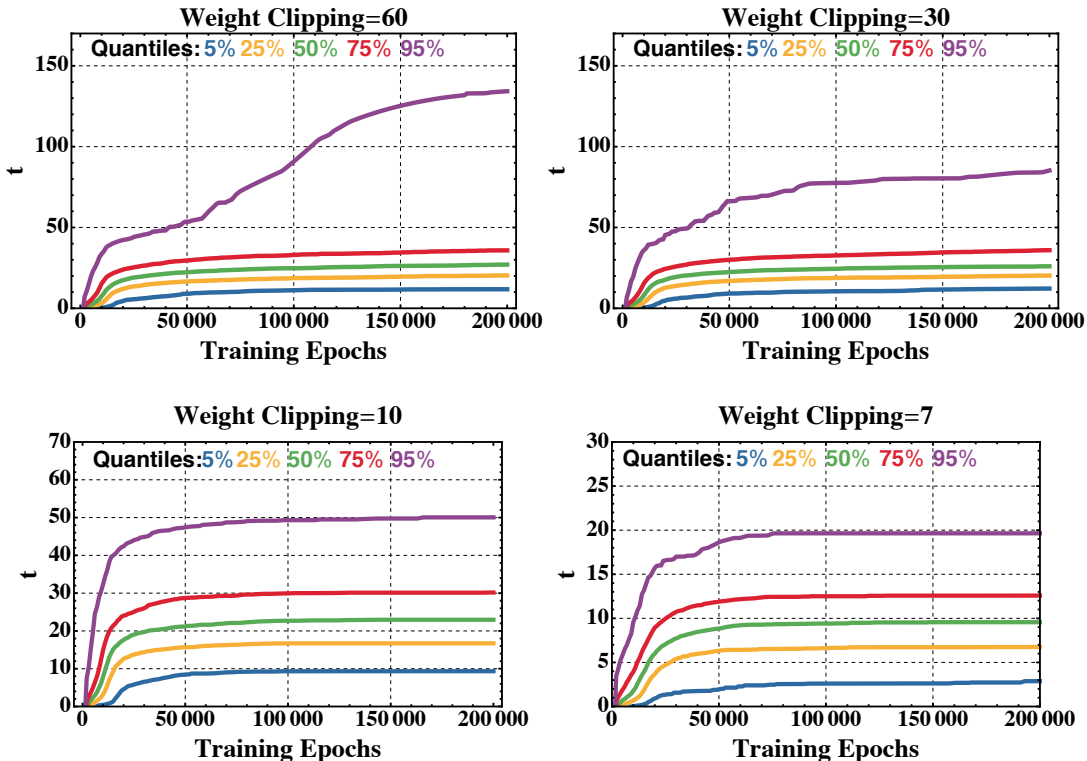 Weight Clipping=60
Quantiles: 5% 25% 50% 75% 95%
150
100
50
0
t
0 50 000 100 000 150 000 200 000
Training Epochs
Weight Clipping=30
Quantiles: 5% 25% 50% 75% 95%
150
100
50
0
t
0 50 000 100 000 150 000 200 000
Training Epochs
Weight Clipping=10
Quantiles: 5% 25% 50% 75% 95%
70
60
50
40
30
20
10
0
t
0 50 000 100 000 150 000 200 000
Training Epochs
Weight Clipping=7
Quantiles: 5% 25% 50% 75% 95%
30
25
20
15
10
5
0
t
0 50 000 100 000 150 000 200 000
Training Epochs